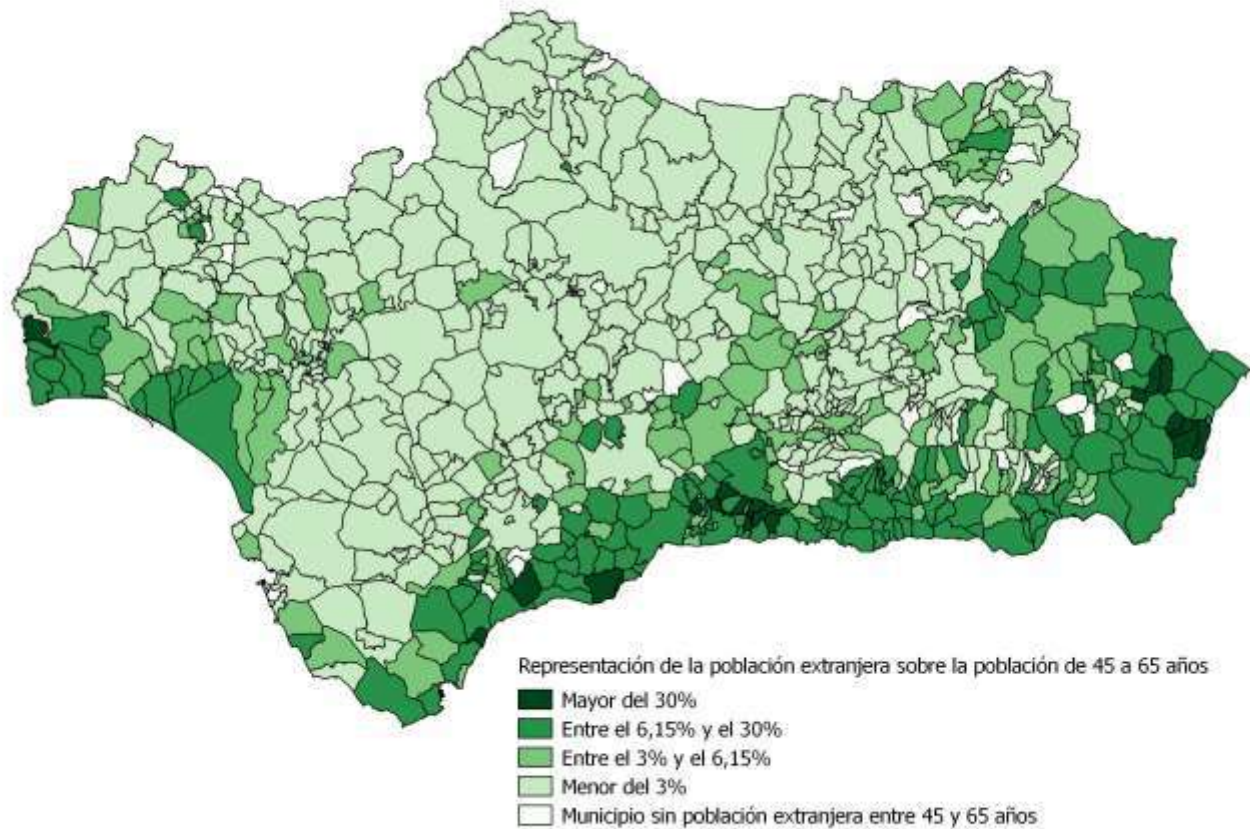 Representación de la población extranjera sobre la población de 45 a 65 años
Mayor del 30%
Entre el 6,15% y el 30%
Entre el 3% y el 6,15%
Menor del 3%
Municipio sin población extranjera entre 45 y 65 años